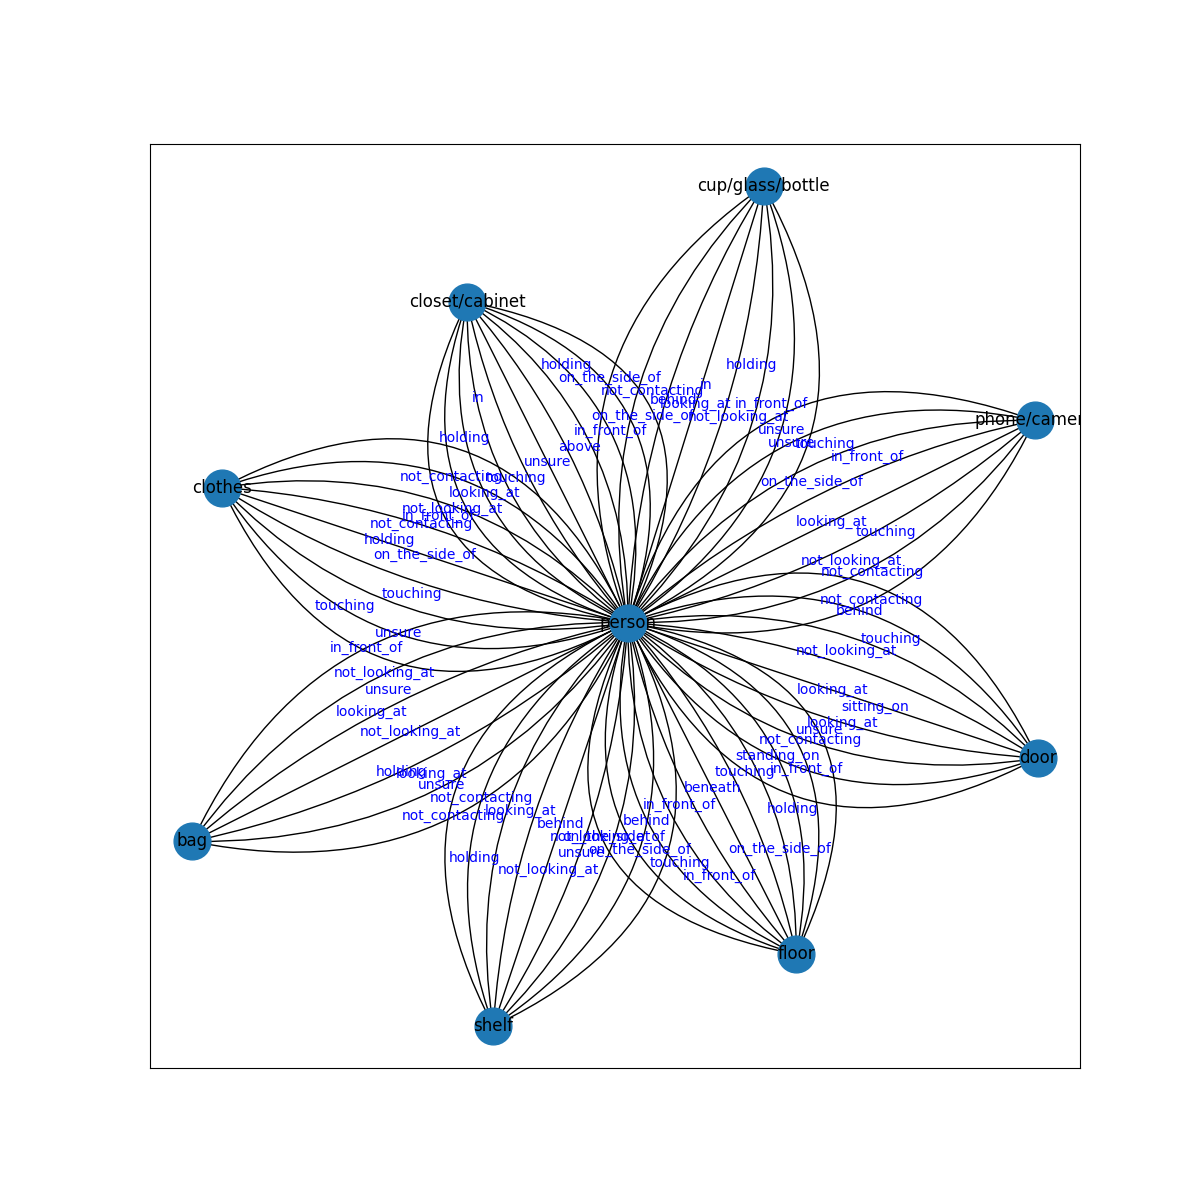 cup/glass/bottle
closet/cabinet
holding
holding
on_the_side_of
in
not_contacting
in
behind
looking_at
in_front_of
on_the_side_of
not_looking_at
phone/camer
in_front_of
unsure
holding
unsure
touching
above
in_front_of
unsure
not_contacting
touching
on_the_side_of
clothes
looking_at
not_looking_at
in_front_of
not_contacting
looking_at
holding
touching
on_the_side_of
not_looking_at
not_contacting
touching
not_contacting
touching
behind
person
unsure
touching
in_front_of
not_looking_at
not_looking_at
unsure
looking_at
looking_at
sitting_on
looking_at
not_looking_at
unsure
not_contacting
standing_on
door
holding
looking_at
touching
in_front_of
unsure
beneath
not_contacting
in_front_of
holding
looking_at
not_contacting
behind
behind
bag
not_looking_at
on_the_side_of
unsure
on_the_side_of
on_the_side_of
holding
touching
not_looking_at
in_front_of
floor
shelf